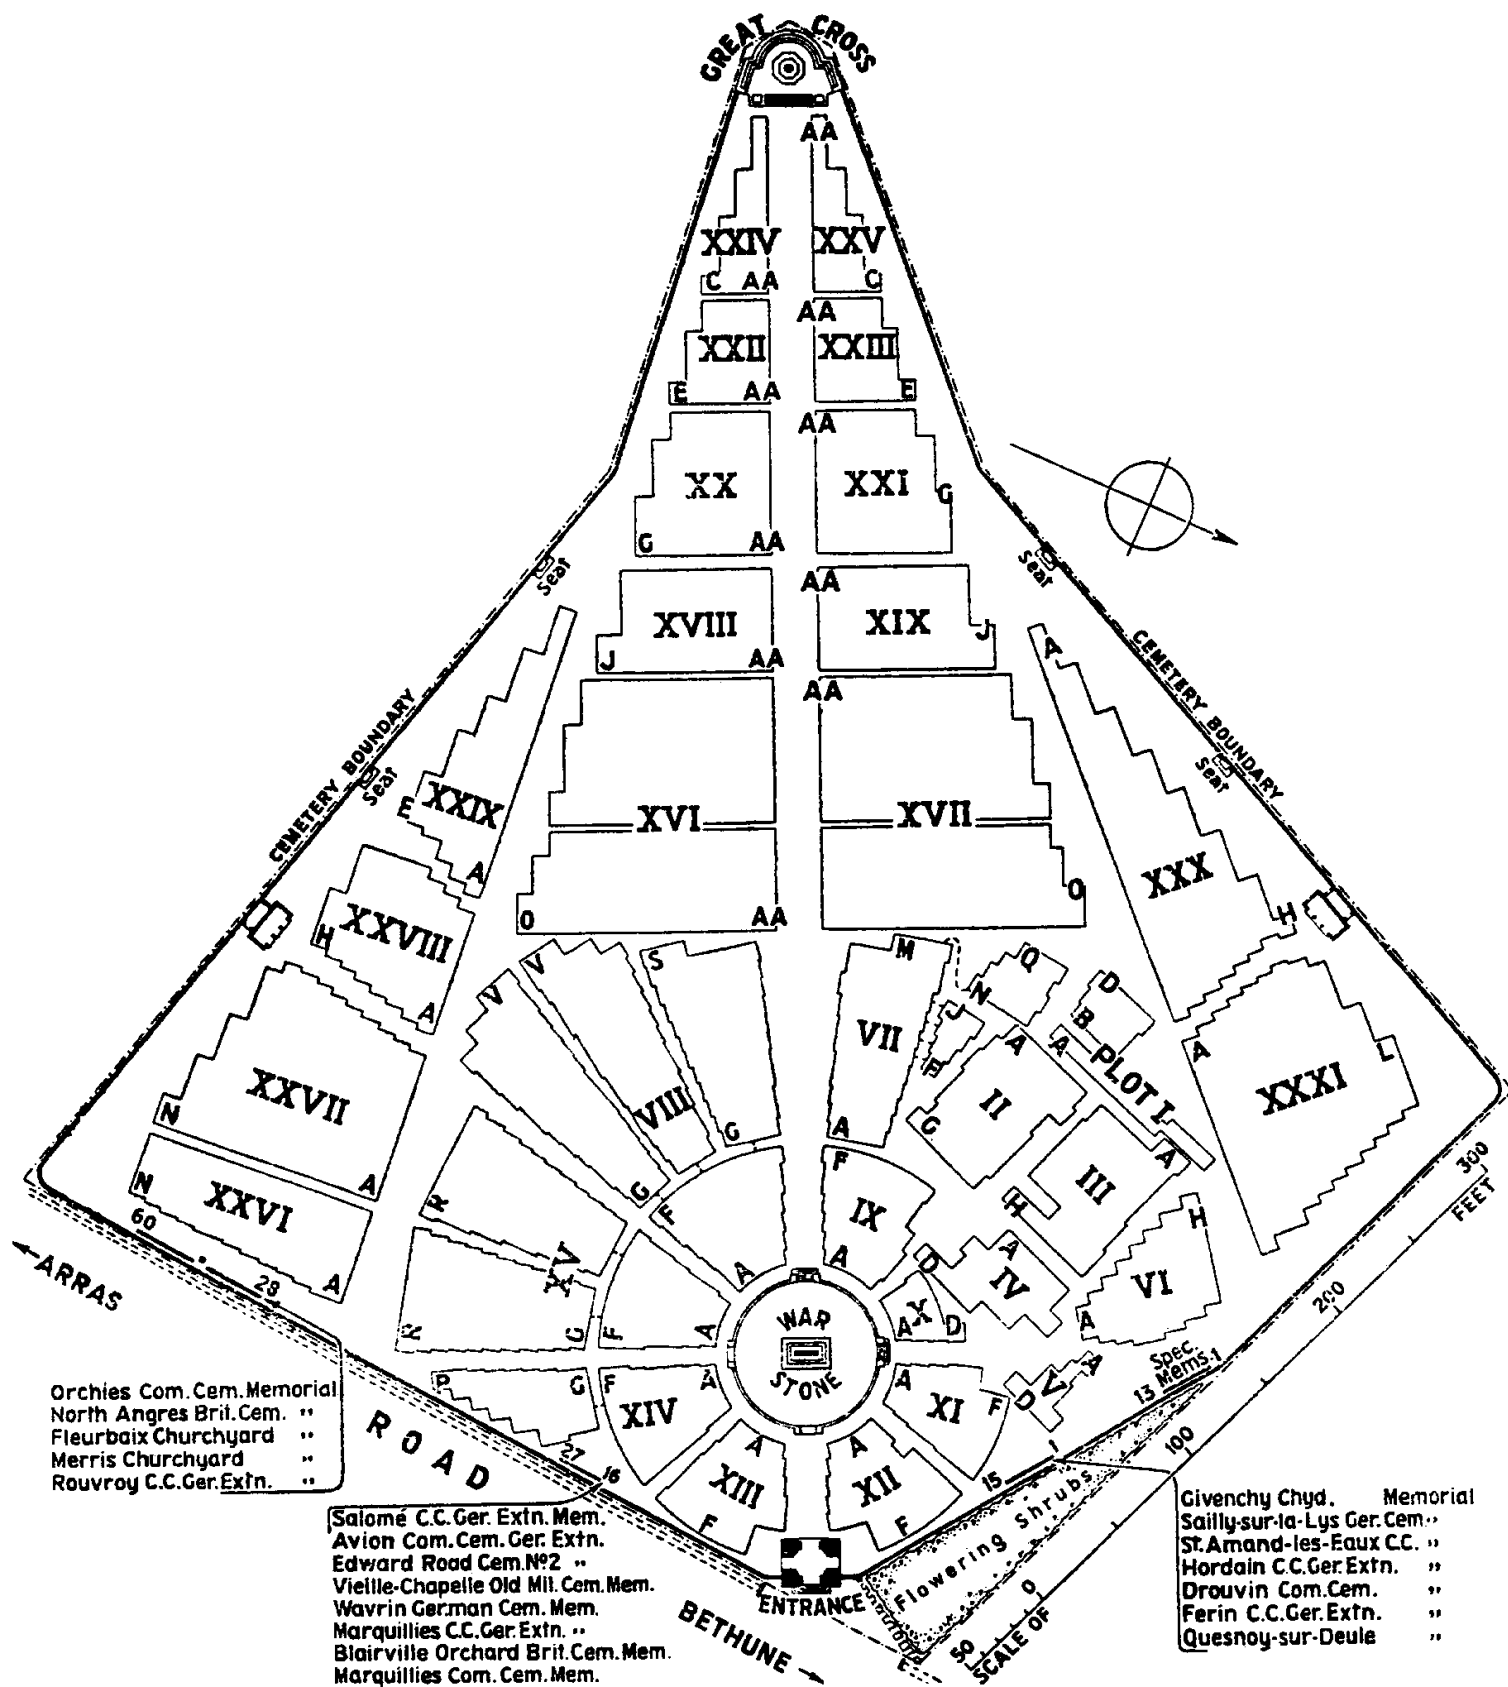 GREAT CROSS
AA
XXIV XXV
C AA C
AA
XXII XXIII
E AA E
AA
XX XXI
G
G AA
Seat Seat
AA
XVIII XIX
J
J AA
A
CEMETERY BOUNDARY
CEMETERY BOUNDARY
AA
Seat Seat
XXIX
E
XVI XVII
A
XXX
O AA O
H
XXVIII
H
A
V V S M Q
N D
J B
VII
E A A PLOT I
A L
XXXI
XXVII
N
A
VIII
G A
II
G
N
XXVI
A
60
28
R
G F
F
IX
A
A
III
H
A
300
FEET
ARRAS
XV
R G F A
A
D
IV
H
VI
A
200
WAR
STONE
X
A D
Spec.
Mems. 1
13
P G F A
XIV
A
XI
F
A
V
D
Orchies Com. Cem. Memorial
North Angres Brit. Cem. "
Fleurbaix Churchyard "
Merris Churchyard "
Rouvroy C.C. Ger. Extn. "
ROAD
27
16
A A
XIII XII
F F
15
1
100
Flowering Shrubs
Salomé C.C. Ger. Extn. Mem.
Avion Com. Cem. Ger. Extn.
Edward Road Cem. Nº2 "
Vieille-Chapelle Old Mil. Cem. Mem.
Wavrin German Cem. Mem.
Marquillies C.C. Ger. Extn. "
Blairville Orchard Brit. Cem. Mem.
Marquillies Com. Cem. Mem.
BETHUNE
ENTRANCE
50
0
SCALE OF
Givenchy Chyd. Memorial
Sailly-sur-la-Lys Ger. Cem. "
St. Amand-les-Eaux C.C. "
Hordain C.C. Ger. Extn. "
Drouvin Com. Cem. "
Ferin C.C. Ger. Extn. "
Quesnoy-sur-Deule "